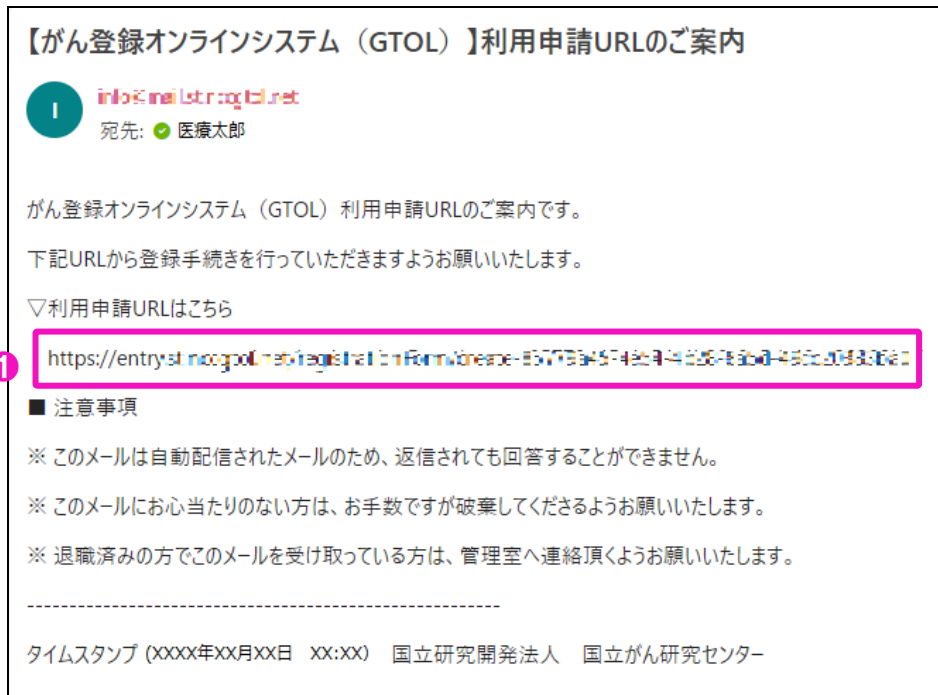 【がん登録オンラインシステム（GTOL）】利用申請URLのご案内
I
宛先: 医療太郎
がん登録オンラインシステム（GTOL）利用申請URLのご案内です。
下記URLから登録手続きを行っていただきますようお願いいたします。
▽利用申請URLはこちら
1
https://entry
■ 注意事項
※ このメールは自動配信されたメールのため、返信されても回答することができません。
※ このメールにお心当たりのない方は、お手数ですが破棄してくださるようお願いいたします。
※ 退職済みの方でこのメールを受け取っている方は、管理室へ連絡頂くようお願いいたします。
--------------------------------------------------------
タイムスタンプ (XXXX年XX月XX日　XX:XX)　国立研究開発法人　国立がん研究センター